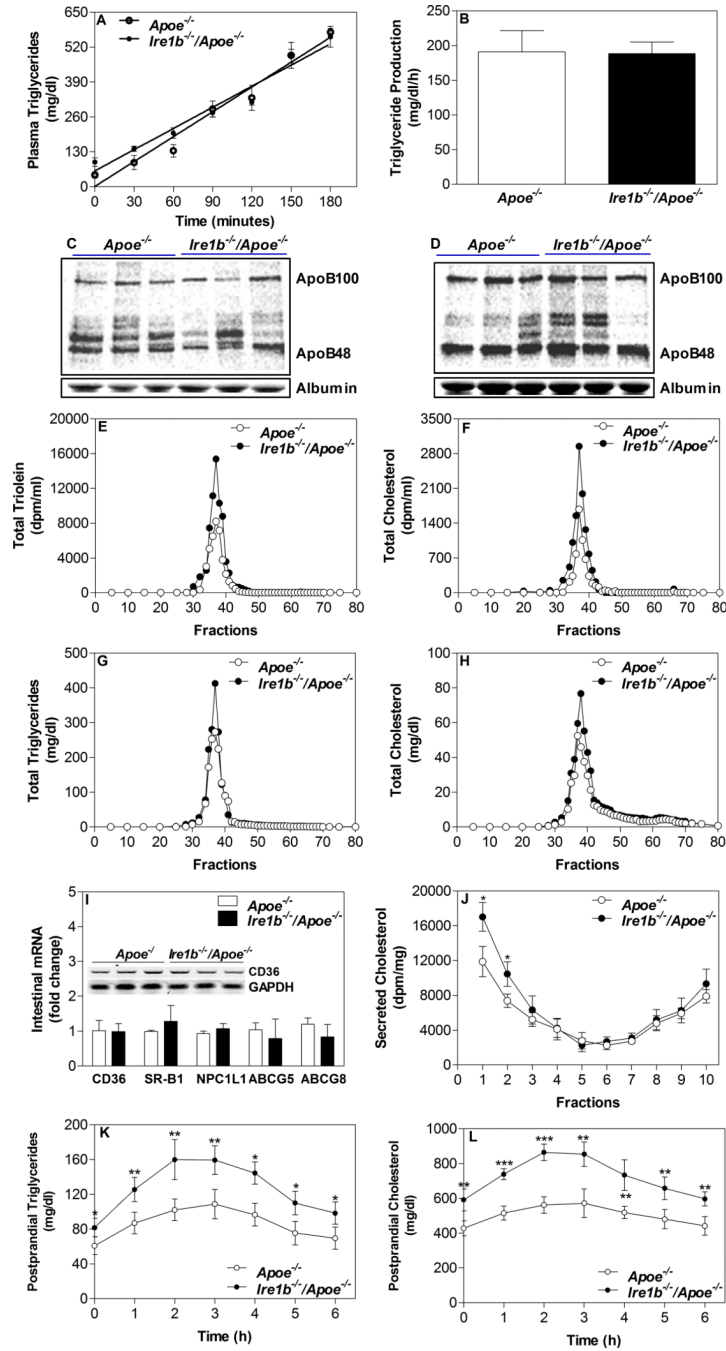 A
Apoe-/-
Ire1b-/-/Apoe-/-
Plasma Triglycerides
(mg/dl)
650
520
390
260
130
0
0 30 60 90 120 150 180
Time (minutes)
B
Triglyceride Production
(mg/dl/h)
250
200
150
100
50
0
Apoe-/- Ire1b-/-/Apoe-/-
C Apoe-/- Ire1b-/-/Apoe-/-
ApoB100
ApoB48
Albumin
D Apoe-/- Ire1b-/-/Apoe-/-
ApoB100
ApoB48
Albumin
E
Apoe-/-
Ire1b-/-/Apoe-/-
Total Triolein
(dpm/ml)
20000
16000
12000
8000
4000
0
0 10 20 30 40 50 60 70 80
Fractions
F
Apoe-/-
Ire1b-/-/Apoe-/-
Total Cholesterol
(dpm/ml)
3500
2800
2100
1400
700
0
0 10 20 30 40 50 60 70 80
Fractions
G
Apoe-/-
Ire1b-/-/Apoe-/-
Total Triglycerides
(mg/dl)
500
400
300
200
100
0
0 10 20 30 40 50 60 70 80
Fractions
H
Apoe-/-
Ire1b-/-/Apoe-/-
Total Cholesterol
(mg/dl)
100
80
60
40
20
0
0 10 20 30 40 50 60 70 80
Fractions
I
Apoe-/-
Ire1b-/-/Apoe-/-
Apoe-/ Ire1b-/-/Apoe-/-
-
CD36
GAPDH
Intestinal mRNA
(fold change)
5
4
3
2
1
0
CD36 SR-B1 NPC1L1 ABCG5 ABCG8
J
Apoe-/-
Ire1b-/-/Apoe-/-
Secreted Cholesterol
(dpm/mg)
20000
16000
12000
8000
4000
0
* *
0 1 2 3 4 5 6 7 8 9 10
Fractions
K
Postprandial Triglycerides
(mg/dl)
200
160
120
80
40
0
* ** ** ** * * *
Apoe-/-
Ire1b-/-/Apoe-/-
0 1 2 3 4 5 6
Time (h)
L
Postprandial Cholesterol
(mg/dl)
1000
800
600
400
200
0
** *** *** ** ** ** **
Apoe-/-
Ire1b-/-/Apoe-/-
0 1 2 3 4 5 6
Time (h)